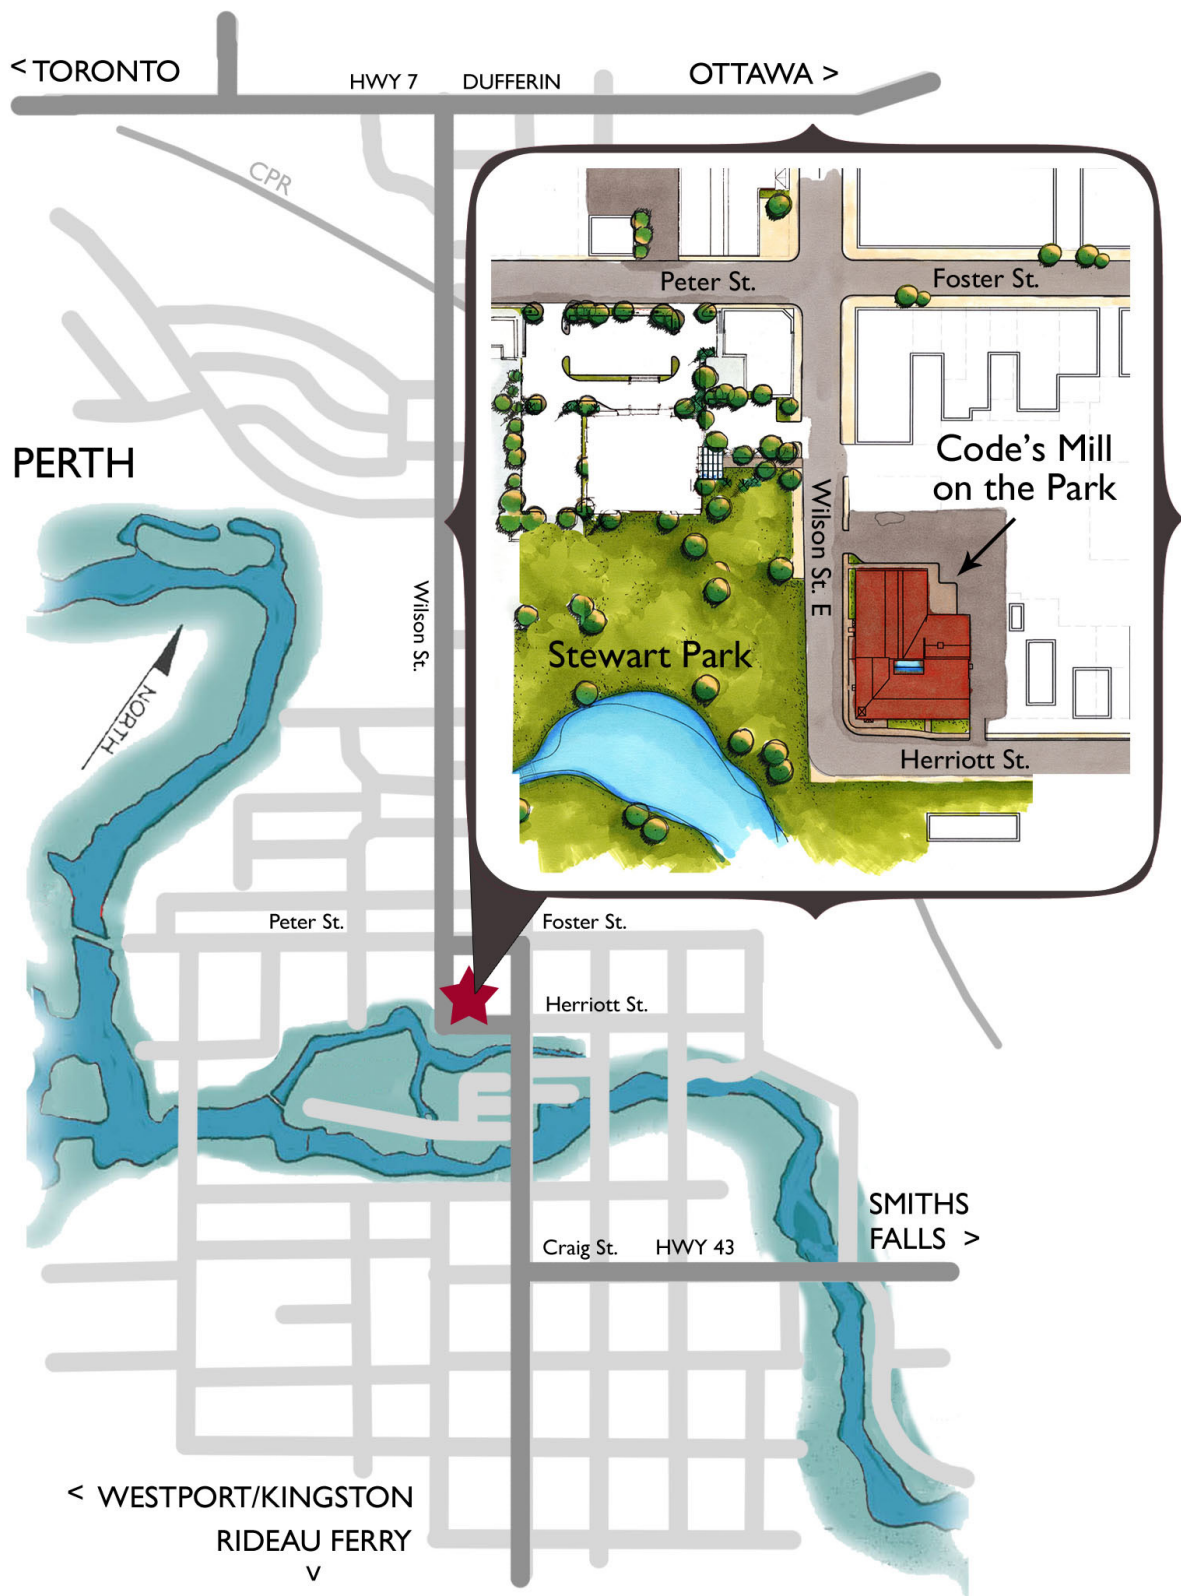 < TORONTO
HWY 7
DUFFERIN
OTTAWA >
CPR
Peter St.
Foster St.
PERTH
Code's Mill
on the Park
Wilson St. E
Wilson St.
NORTH
Stewart Park
Herriott St.
Peter St.
Foster St.
Herriott St.
SMITHS
FALLS >
Craig St.
HWY 43
< WESTPORT/KINGSTON
RIDEAU FERRY
v